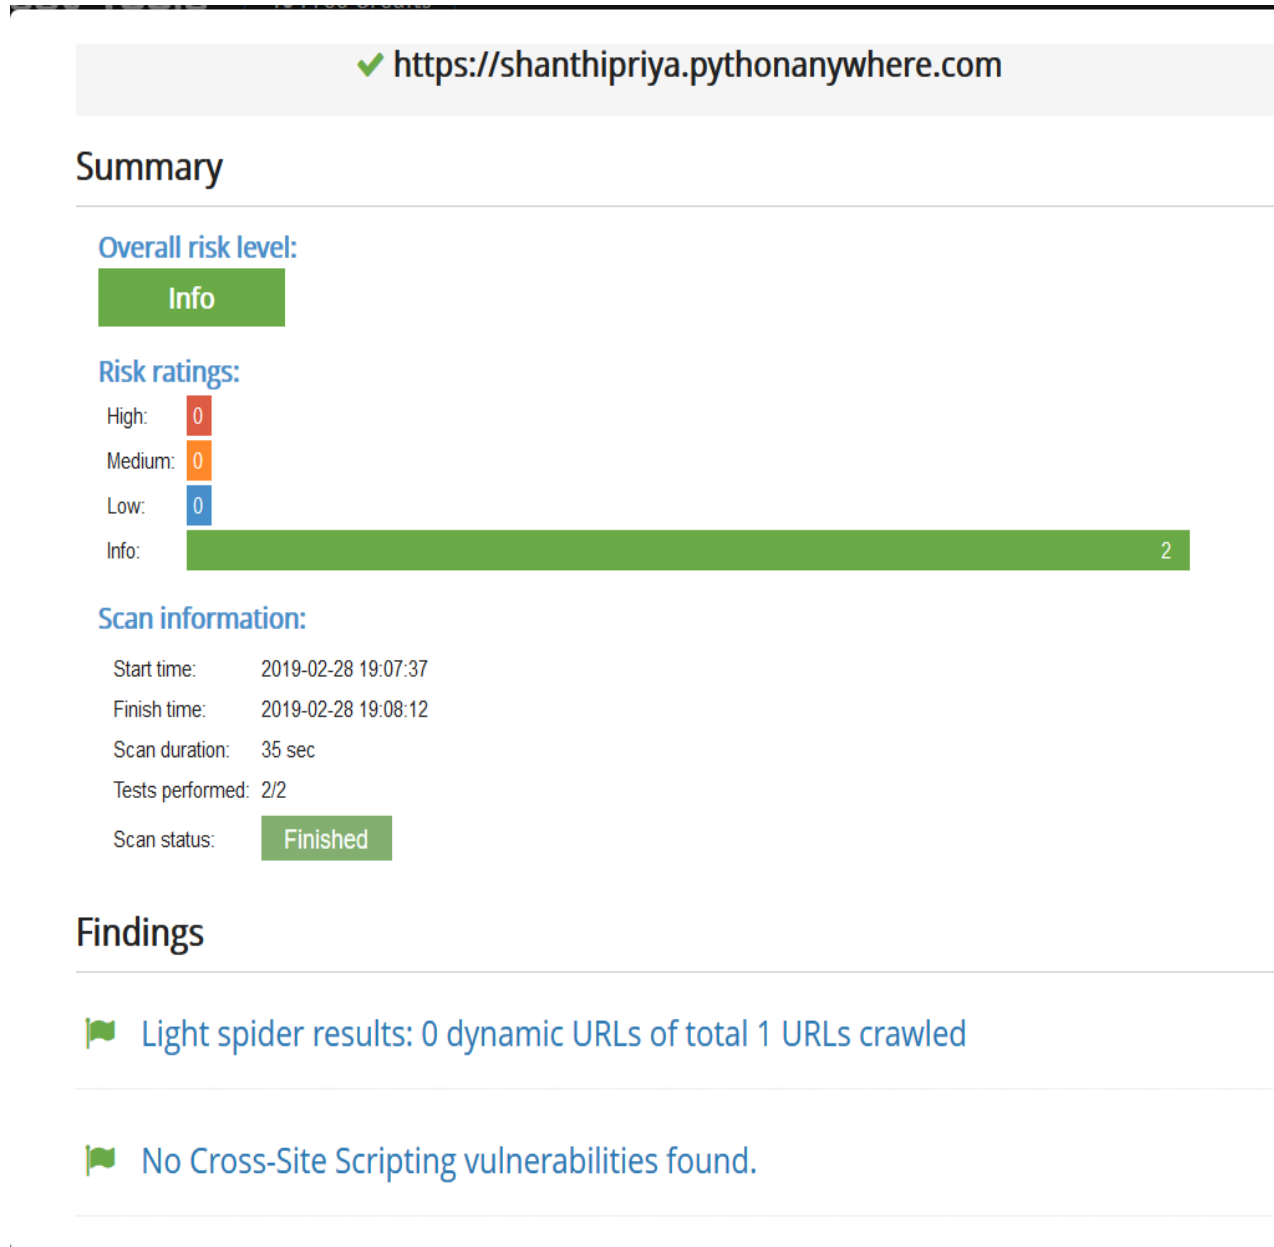 https://shanthipriya.pythonanywhere.com
Summary
Overall risk level:
Info
Risk ratings:
High: 0
Medium: 0
Low: 0
Info: 2
Scan information:
Start time: 2019-02-28 19:07:37
Finish time: 2019-02-28 19:08:12
Scan duration: 35 sec
Tests performed: 2/2
Scan status: Finished
Findings
Light spider results: 0 dynamic URLs of total 1 URLs crawled
No Cross-Site Scripting vulnerabilities found.